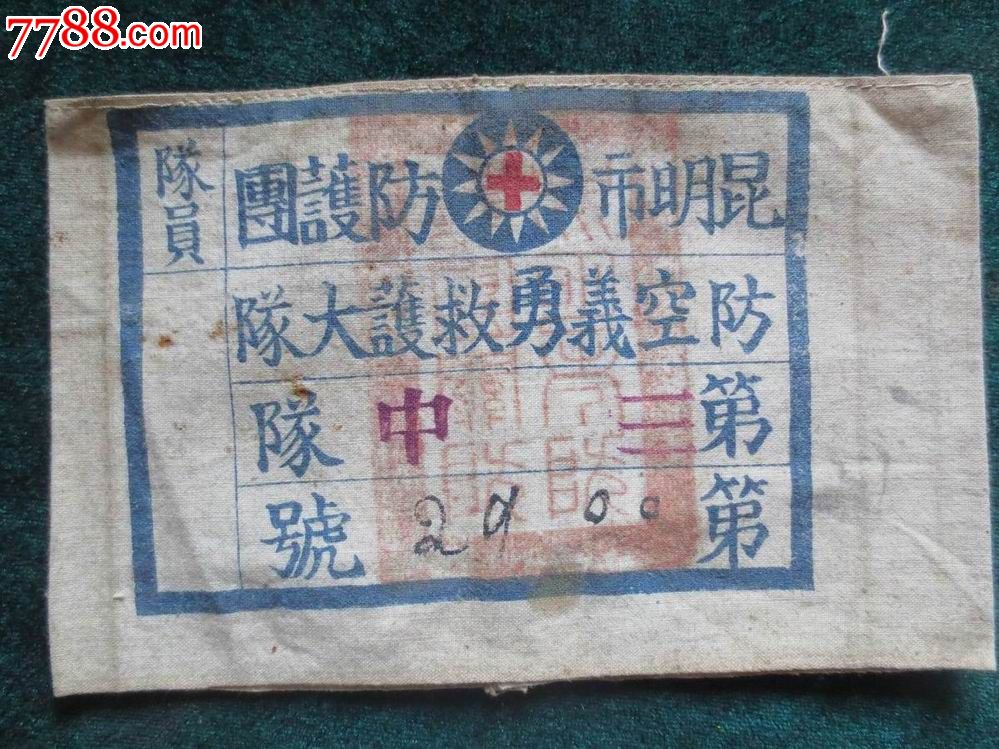 7788.com
昆明市防護團
防空義勇救護大隊
第二中隊
第29 00號
隊員